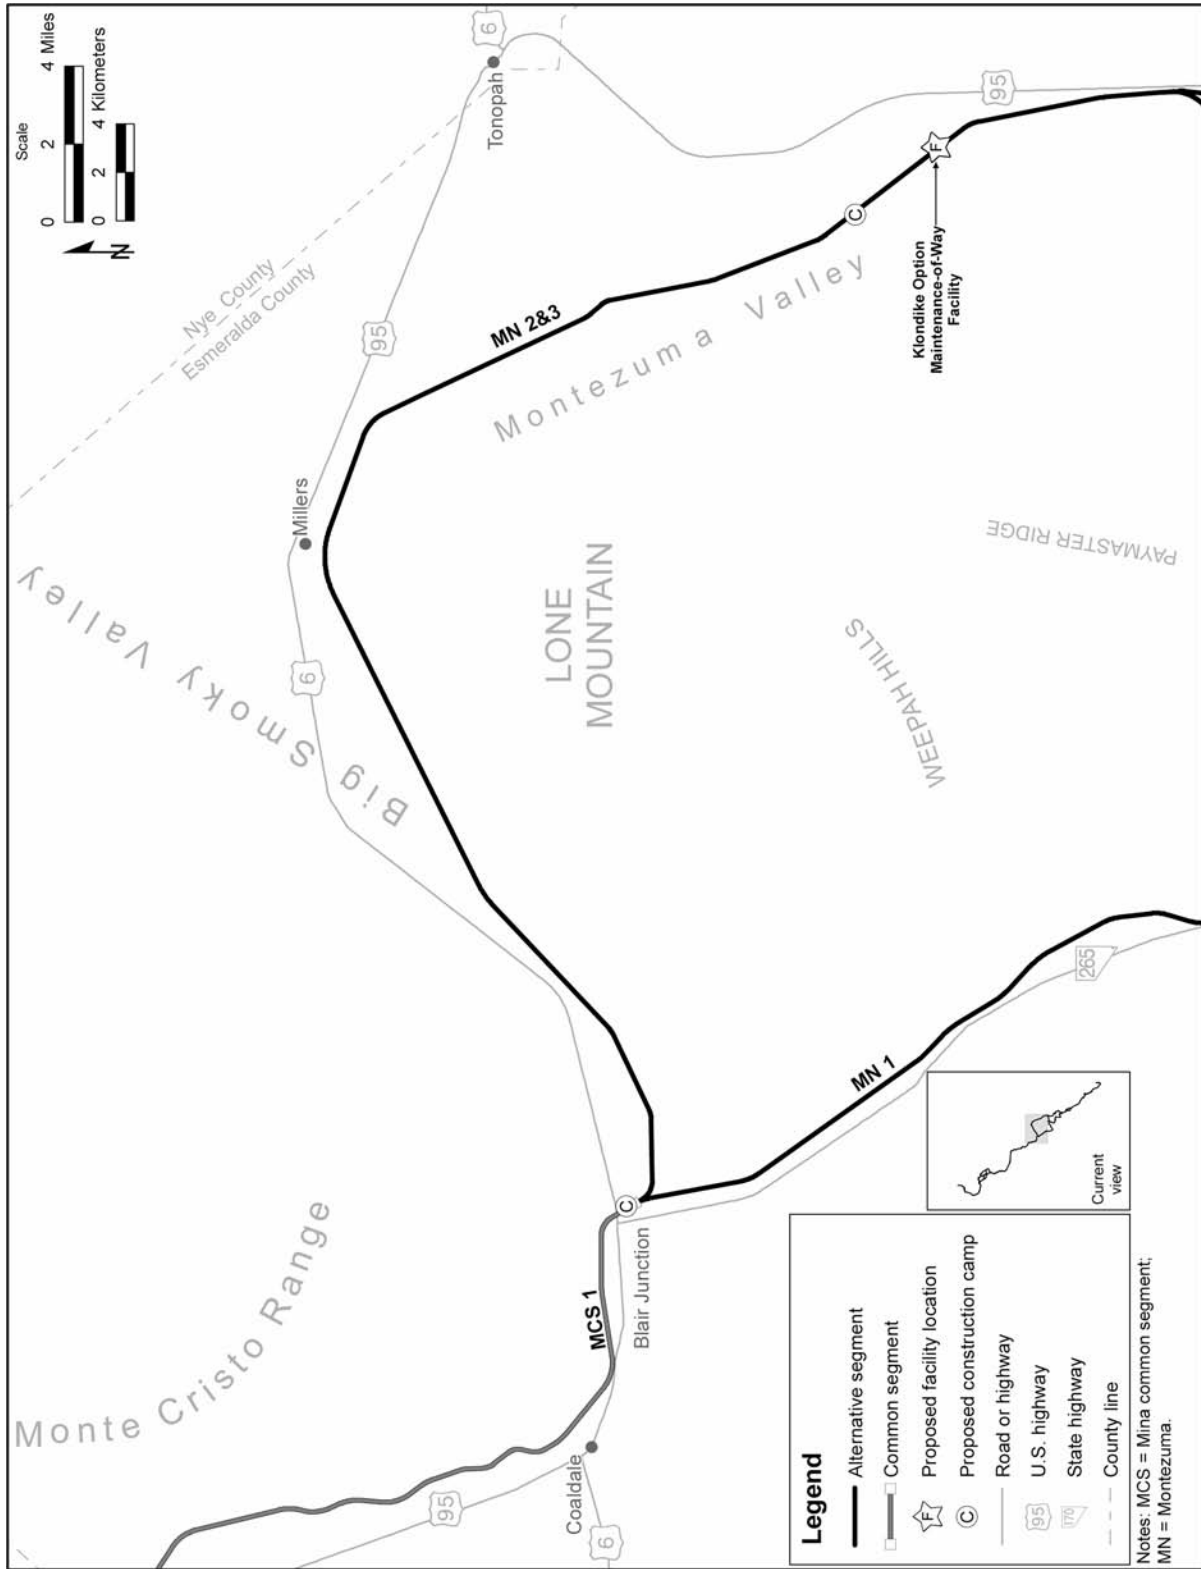 Scale
0 2 4 Miles
0 2 4 Kilometers
N
Nye County
Esmeralda County
6
Tonopah
95
95
Millers
6
Big Smoky Valley
MN 2&3
Montezuma Valley
C
F
Klondike Option
Maintenance-of-Way
Facility
LONE
MOUNTAIN
WEEPAH HILLS
PAYMASTER RIDGE
Monte Cristo Range
MCS 1
C
Blair Junction
Coaldale
95
6
MN 1
265
Current
view
Legend
Alternative segment
Common segment
F Proposed facility location
C Proposed construction camp
Road or highway
95 U.S. highway
170 State highway
County line
Notes: MCS = Mina common segment;
MN = Montezuma.